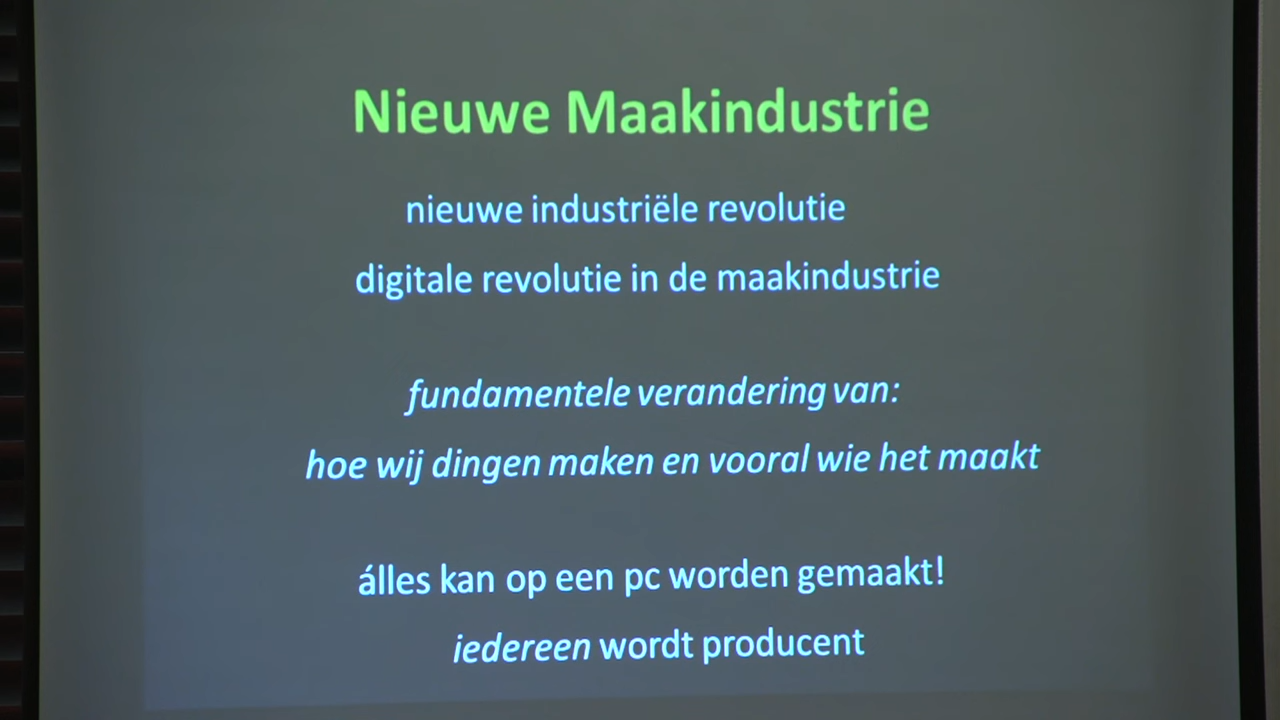 Nieuwe Maakindustrie
nieuwe industriële revolutie
digitale revolutie in de maakindustrie
fundamentele verandering van:
hoe wij dingen maken en vooral wie het maakt
álles kan op een pc worden gemaakt!
iedereen wordt producent